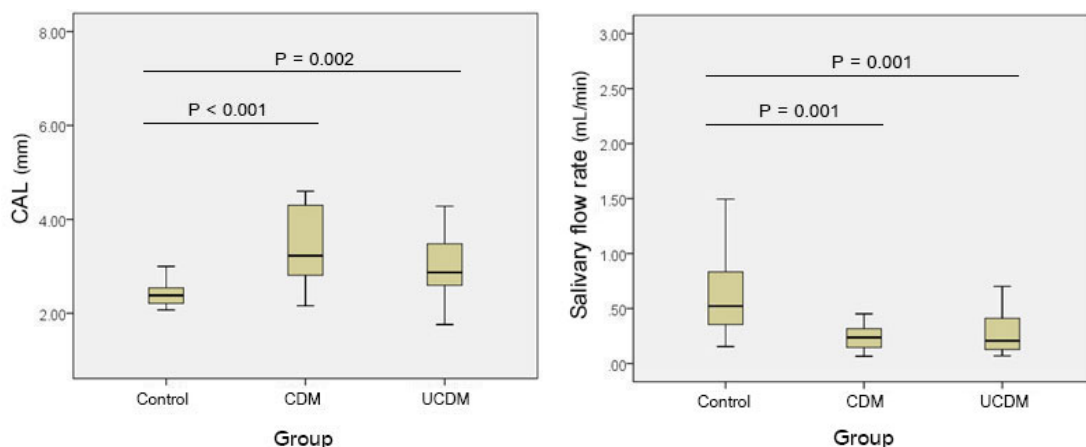 CAL (mm)
8.00
6.00
4.00
2.00
P = 0.002
P < 0.001
Control
CDM
UCDM
Group
Salivary flow rate (mL/min)
3.00
2.50
2.00
1.50
1.00
.50
.00
P = 0.001
P = 0.001
Control
CDM
UCDM
Group